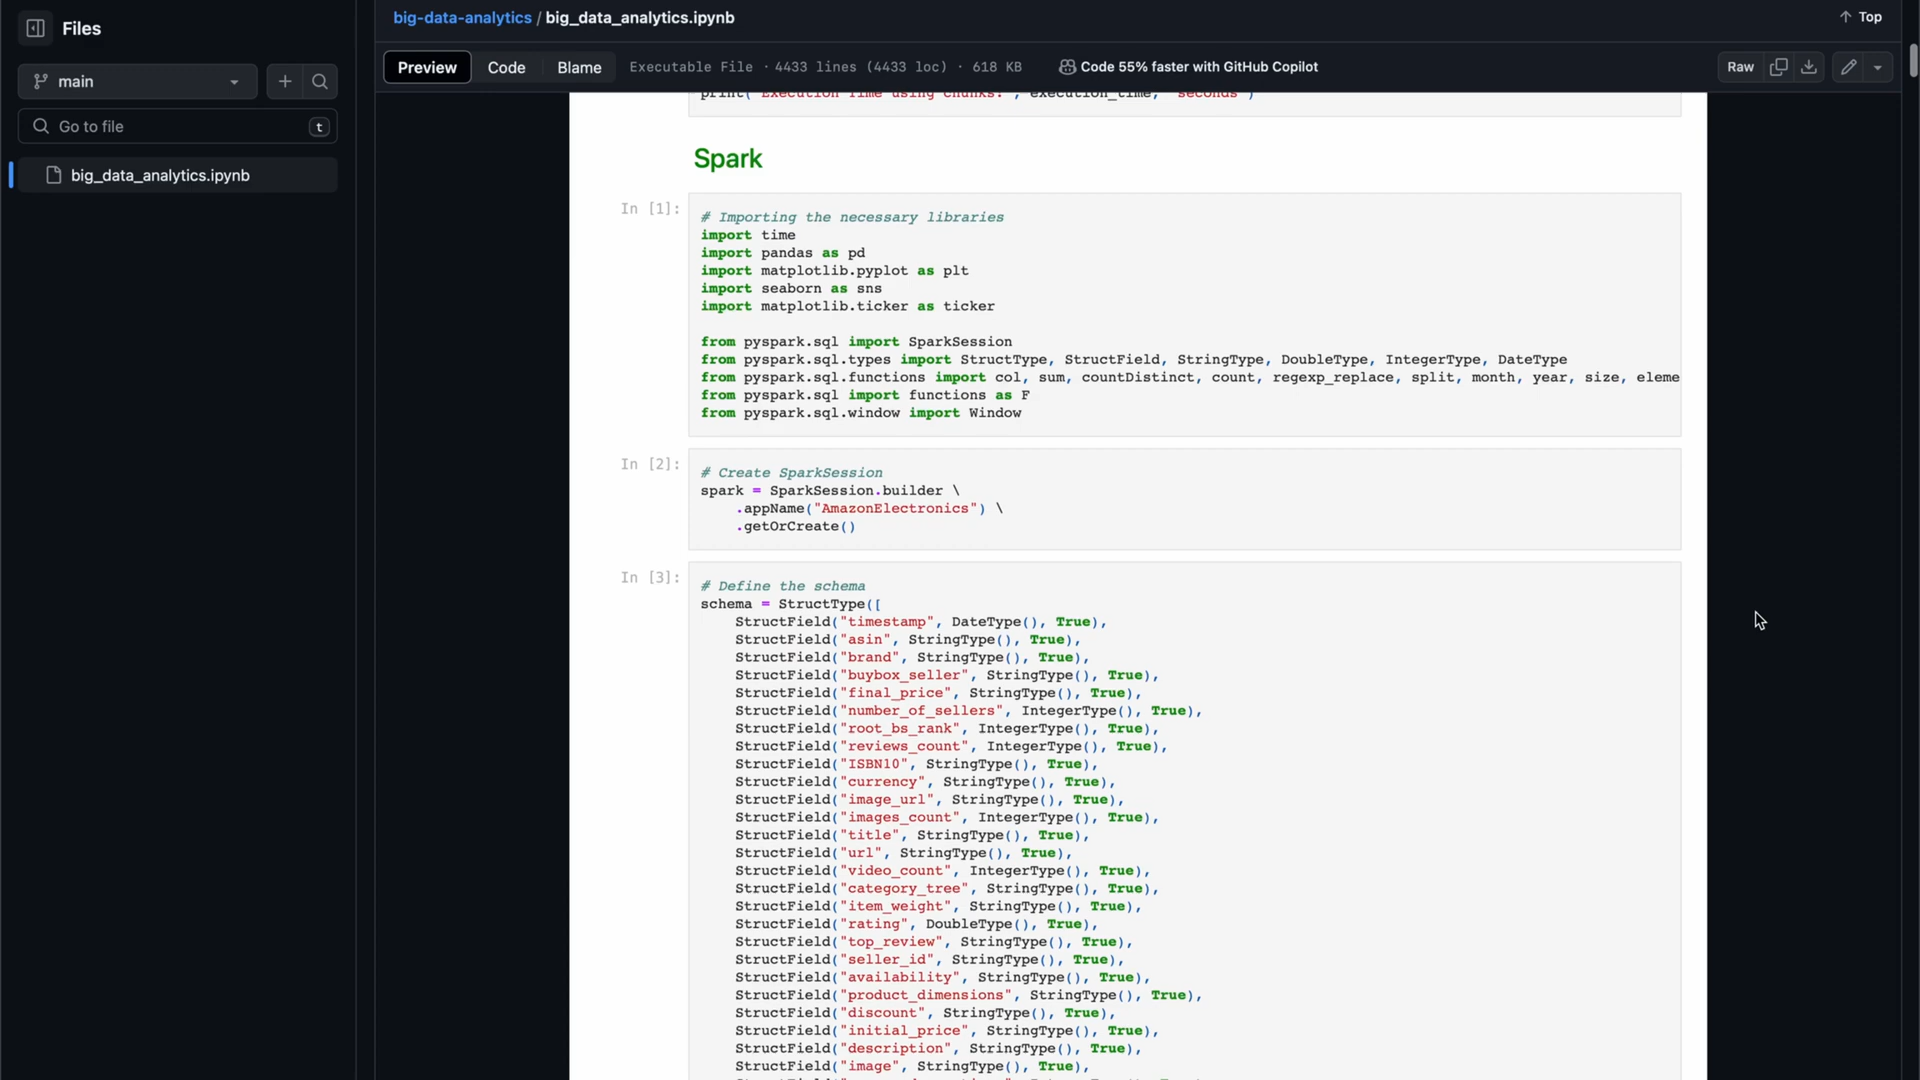 Files
main
Go to file
t
big_data_analytics.ipynb
big-data-analytics / big_data_analytics.ipynb
Top
Preview
Code
Blame
Executable File · 4433 lines (4433 loc) · 618 KB
Code 55% faster with GitHub Copilot
Raw
print("Execution Time using chunks:", execution_time, "seconds")
Spark
In [1]:
# Importing the necessary libraries
import time
import pandas as pd
import matplotlib.pyplot as plt
import seaborn as sns
import matplotlib.ticker as ticker
from pyspark.sql import SparkSession
from pyspark.sql.types import StructType, StructField, StringType, DoubleType, IntegerType, DateType
from pyspark.sql.functions import col, sum, countDistinct, count, regexp_replace, split, month, year, size, eleme
from pyspark.sql import functions as F
from pyspark.sql.window import Window
In [2]:
# Create SparkSession
spark = SparkSession.builder \
.appName("AmazonElectronics") \
.getOrCreate()
In [3]:
# Define the schema
schema = StructType([
StructField("timestamp", DateType(), True),
StructField("asin", StringType(), True),
StructField("brand", StringType(), True),
StructField("buybox_seller", StringType(), True),
StructField("final_price", StringType(), True),
StructField("number_of_sellers", IntegerType(), True),
StructField("root_bs_rank", IntegerType(), True),
StructField("reviews_count", IntegerType(), True),
StructField("ISBN10", StringType(), True),
StructField("currency", StringType(), True),
StructField("image_url", StringType(), True),
StructField("images_count", IntegerType(), True),
StructField("title", StringType(), True),
StructField("url", StringType(), True),
StructField("video_count", IntegerType(), True),
StructField("category_tree", StringType(), True),
StructField("item_weight", StringType(), True),
StructField("rating", DoubleType(), True),
StructField("top_review", StringType(), True),
StructField("seller_id", StringType(), True),
StructField("availability", StringType(), True),
StructField("product_dimensions", StringType(), True),
StructField("discount", StringType(), True),
StructField("initial_price", StringType(), True),
StructField("description", StringType(), True),
StructField("image", StringType(), True),